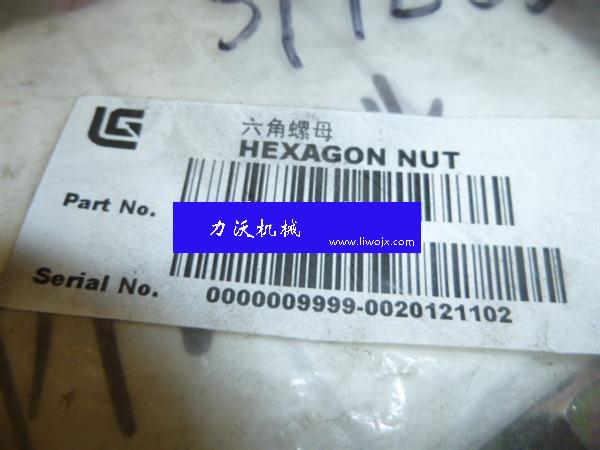 LG
六角螺母
HEXAGON NUT
Part No.
力沃机械
www.liwojx.com
Serial No. 0000009999-0020121102